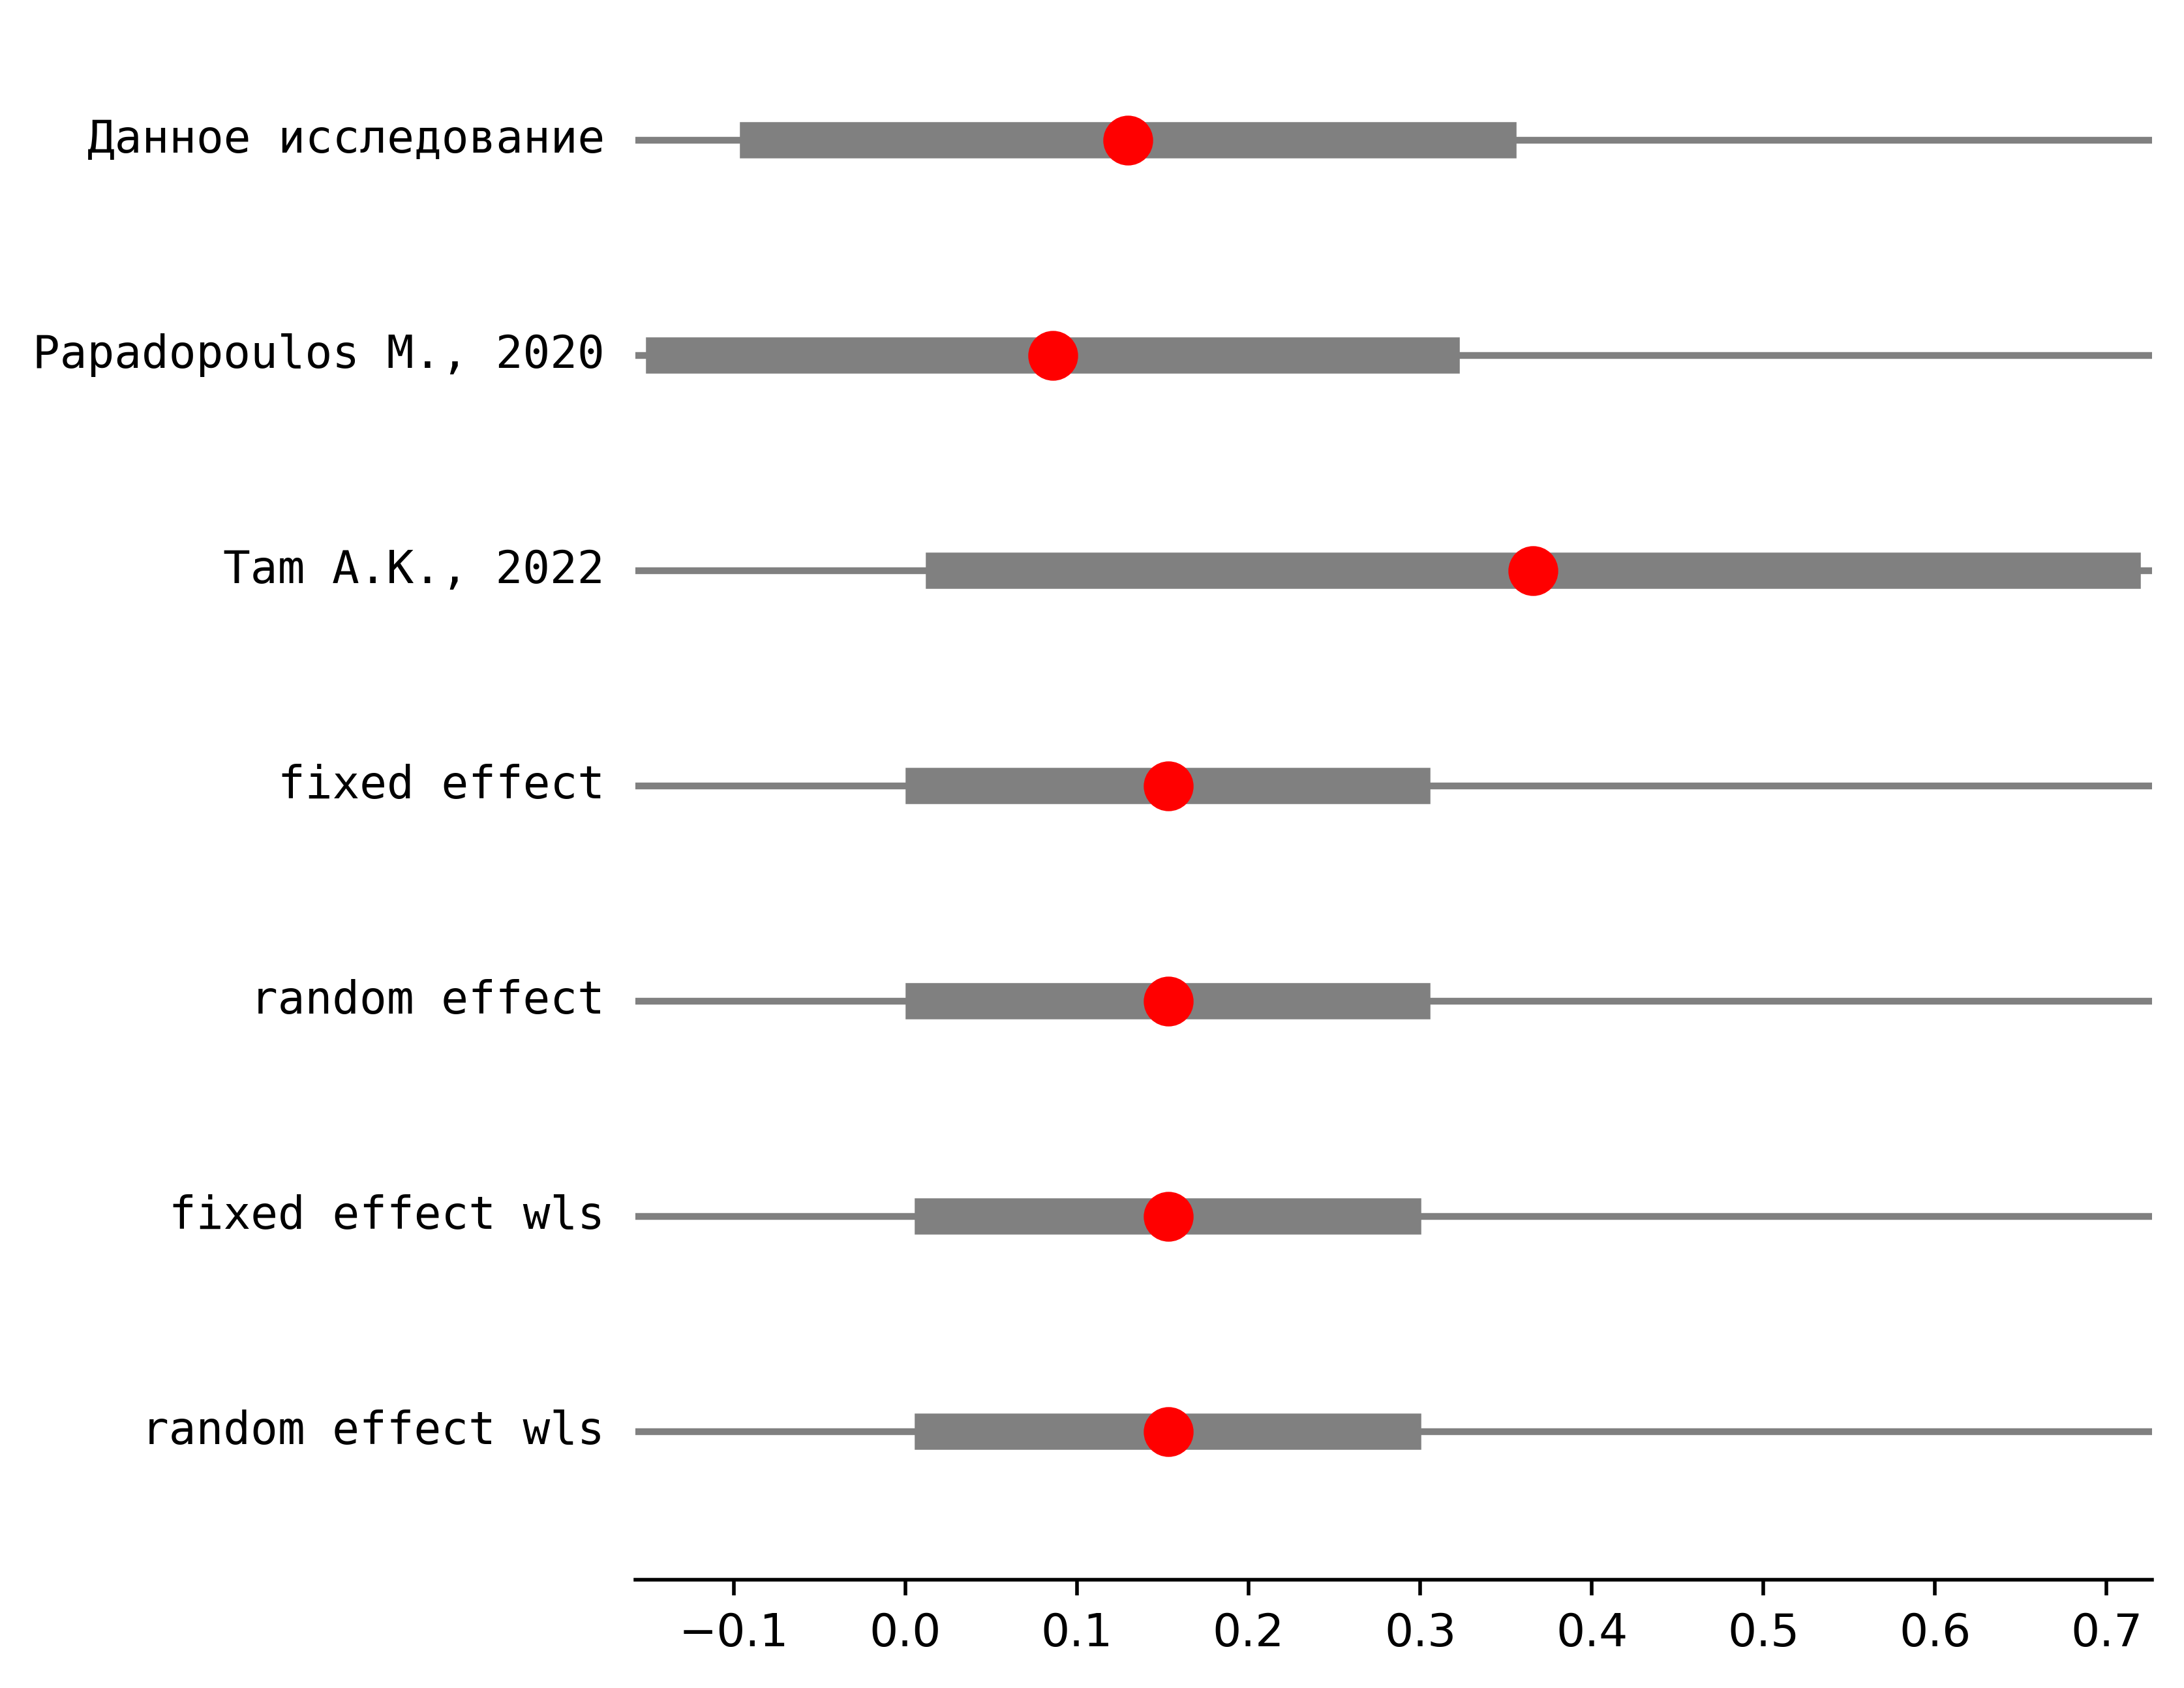 Данное исследование
Papadopoulos M., 2020
Tam A.K., 2022
fixed effect
random effect
fixed effect wls
random effect wls
−0.1 0.0 0.1 0.2 0.3 0.4 0.5 0.6 0.7